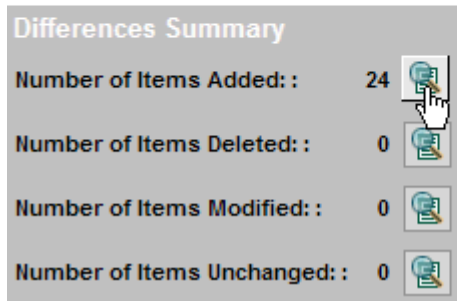 Differences Summary
Number of Items Added: : 24
Number of Items Deleted: : 0
Number of Items Modified: : 0
Number of Items Unchanged: : 0